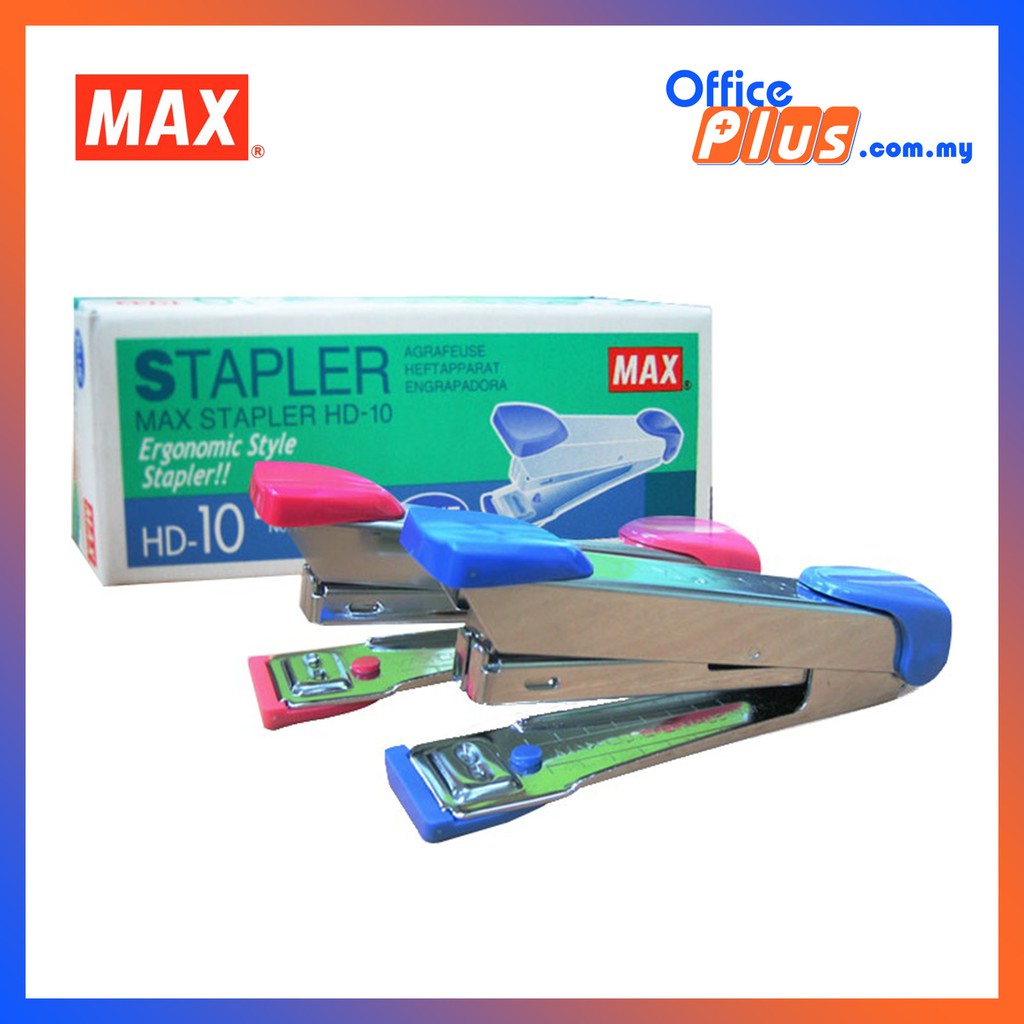 MAX®
Office
Plus.com.my
STAPLER
AGRAFEUSE
HEFTAPPARAT
ENGRAPADORA
MAX®
MAX STAPLER HD-10
Ergonomic Style
Stapler!!
HD-10
MAX